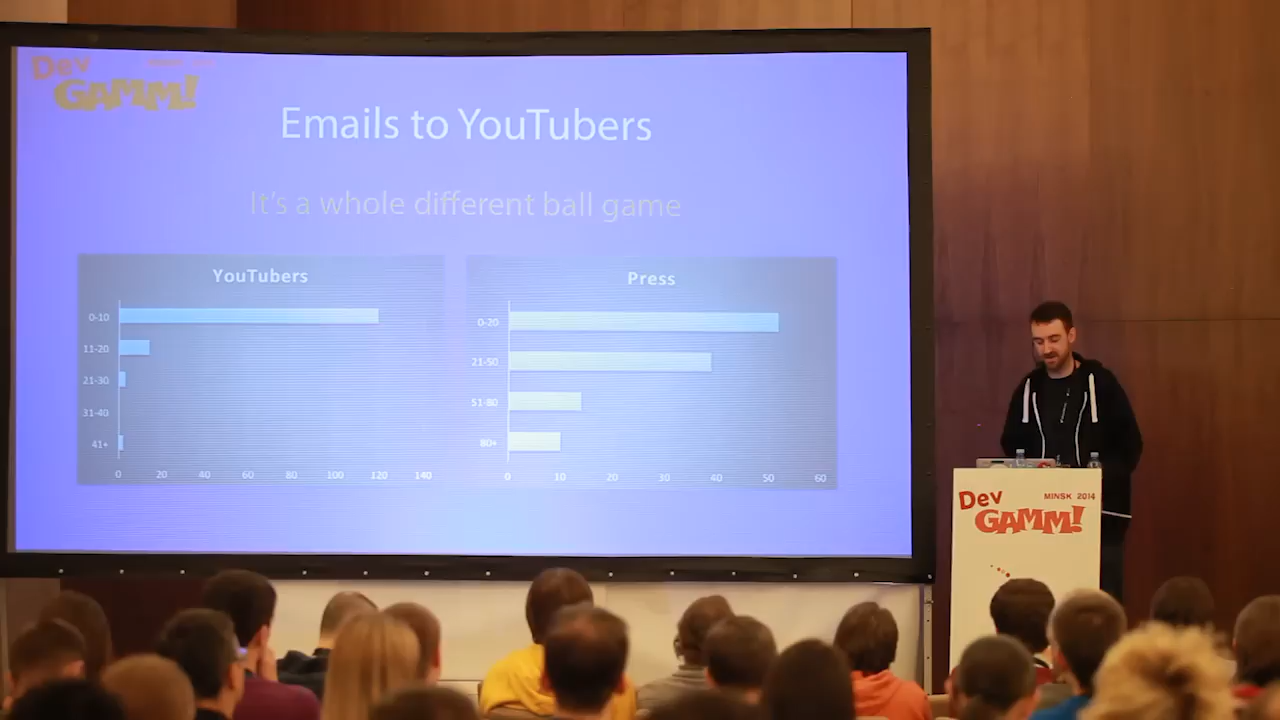 Dev
GAMM!
Emails to YouTubers
It's a whole different ball game
YouTubers
0-10
11-20
21-30
31-40
41+
0 20 40 60 80 100 120 140
Press
0-20
21-50
51-80
80+
0 10 20 30 40 50 60
Dev
MINSK 2014
GAMM!